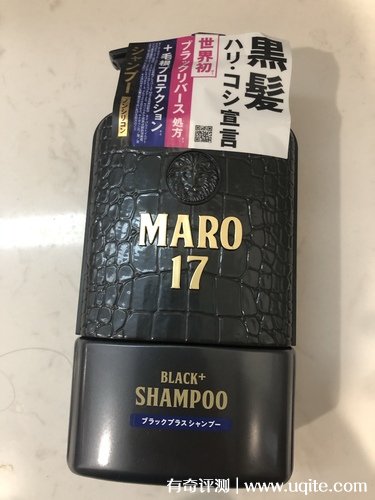 黒髪
ハリ・コシ宣言
世界初
ブラックリバース処方
+毛根プロテクション
シャンプー
ノンシリコン
MARO
17
BLACK+
SHAMPOO
ブラックプラスシャンプー
有奇评测 | www.uqite.com